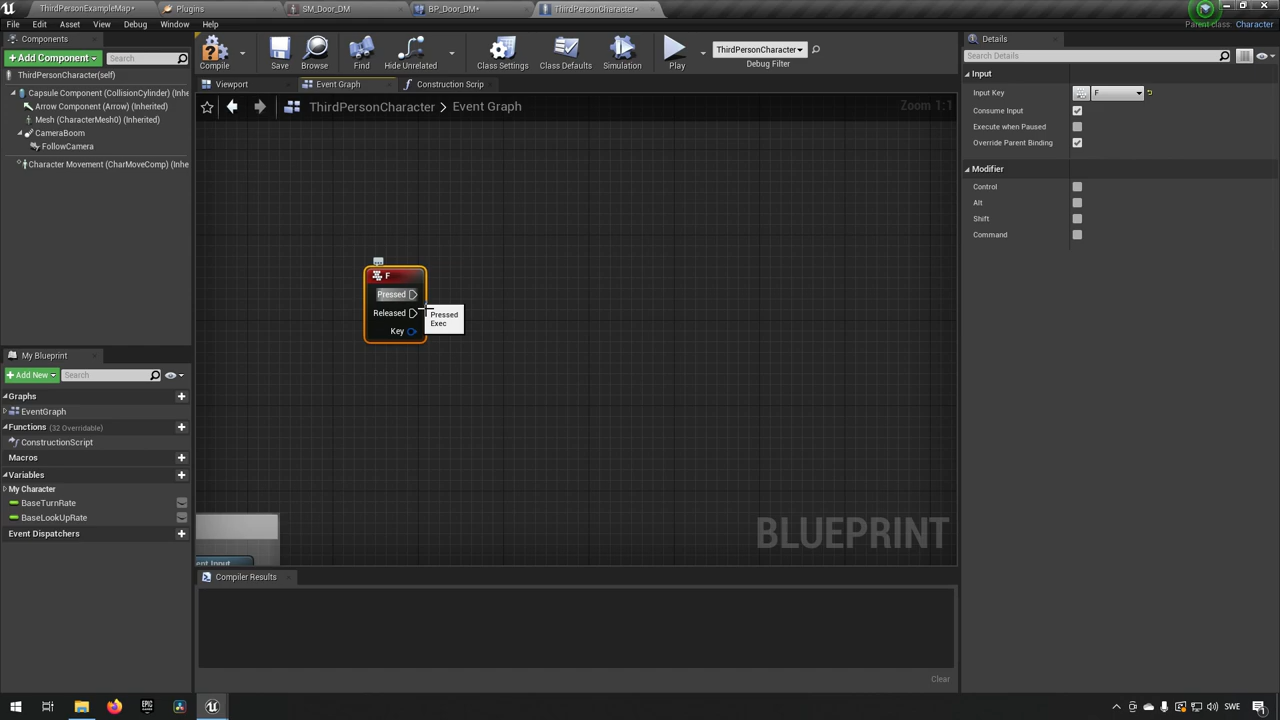 ThirdPersonExampleMap*
Plugins
SM_Door_DM
BP_Door_DM*
ThirdPersonCharacter*
File Edit Asset View Debug Window Help
Parent class: Character
Components
+Add Component
Search
ThirdPersonCharacter(self)
Capsule Component (CollisionCylinder) (Inhe
Arrow Component (Arrow) (Inherited)
Mesh (CharacterMesh0) (Inherited)
CameraBoom
FollowCamera
Character Movement (CharMoveComp) (Inhe
Compile
Save
Browse
Find
Hide Unrelated
Class Settings
Class Defaults
Simulation
Play
ThirdPersonCharacter
Debug Filter
Viewport
Event Graph
Construction Scrip
ThirdPersonCharacter
Event Graph
Zoom 1:1
F
Pressed
Released
Key
Pressed
Exec
BLUEPRINT
My Blueprint
+Add New
Search
Graphs
EventGraph
Functions (32 Overridable)
ConstructionScript
Macros
Variables
My Character
BaseTurnRate
BaseLookUpRate
Event Dispatchers
Compiler Results
Clear
Details
Search Details
Input
Input Key
F
Consume Input
Execute when Paused
Override Parent Binding
Modifier
Control
Alt
Shift
Command
EPIC
SWE